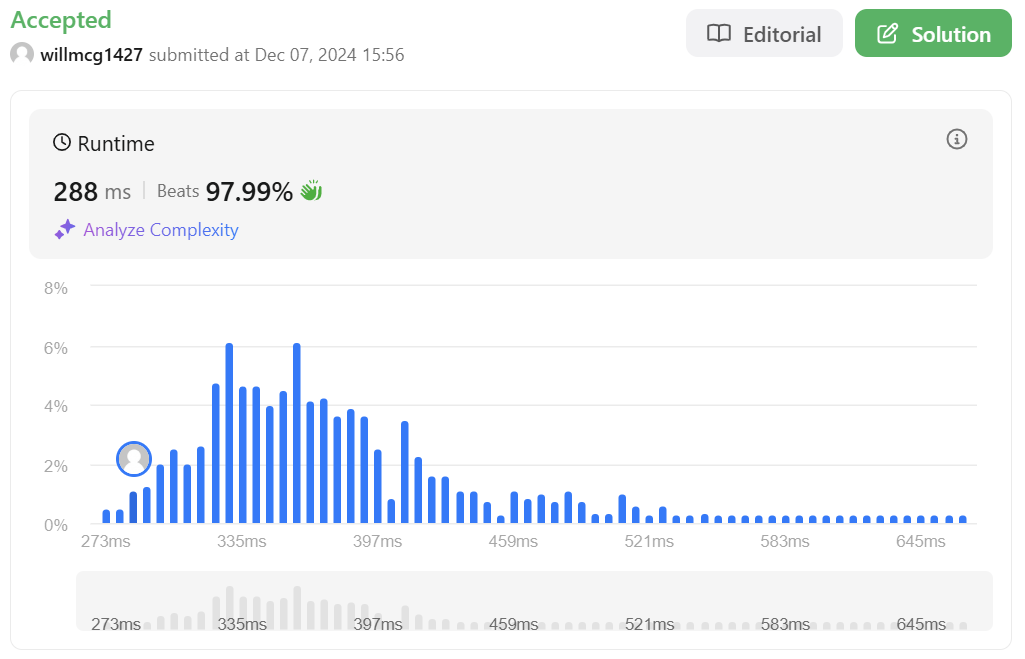 Accepted
willmcg1427 submitted at Dec 07, 2024 15:56
Editorial
Solution
Runtime
288 ms | Beats 97.99%
Analyze Complexity
8%
6%
4%
2%
0%
273ms 335ms 397ms 459ms 521ms 583ms 645ms
273ms 335ms 397ms 459ms 521ms 583ms 645ms